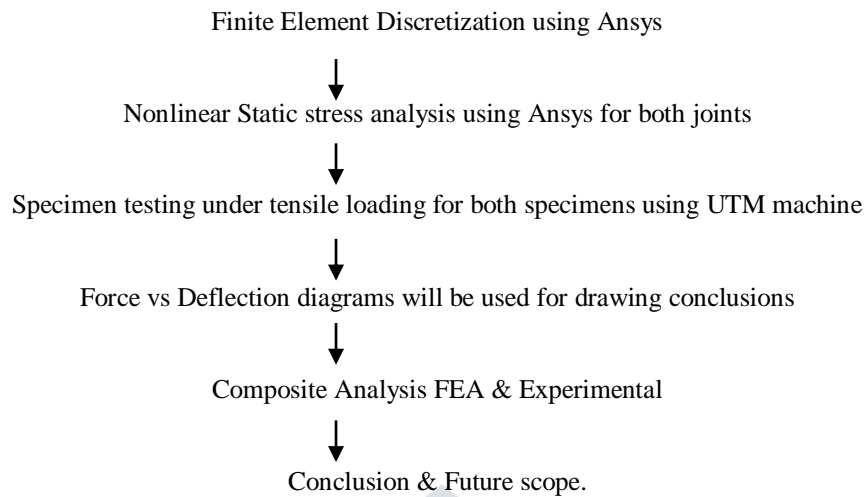 Finite Element Discretization using Ansys
Nonlinear Static stress analysis using Ansys for both joints
Specimen testing under tensile loading for both specimens using UTM machine
Force vs Deflection diagrams will be used for drawing conclusions
Composite Analysis FEA & Experimental
Conclusion & Future scope.